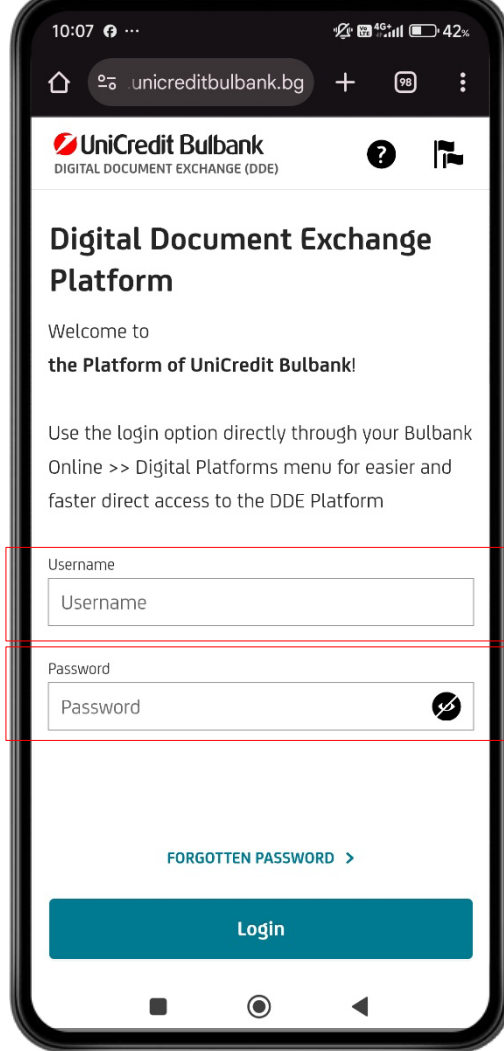 10:07 ... 4G+ 42%
.unicreditbulbank.bg 98
UniCredit Bulbank
DIGITAL DOCUMENT EXCHANGE (DDE)
Digital Document Exchange
Platform
Welcome to
the Platform of UniCredit Bulbank!
Use the login option directly through your Bulbank
Online >> Digital Platforms menu for easier and
faster direct access to the DDE Platform
Username
Username
Password
Password
FORGOTTEN PASSWORD >
Login